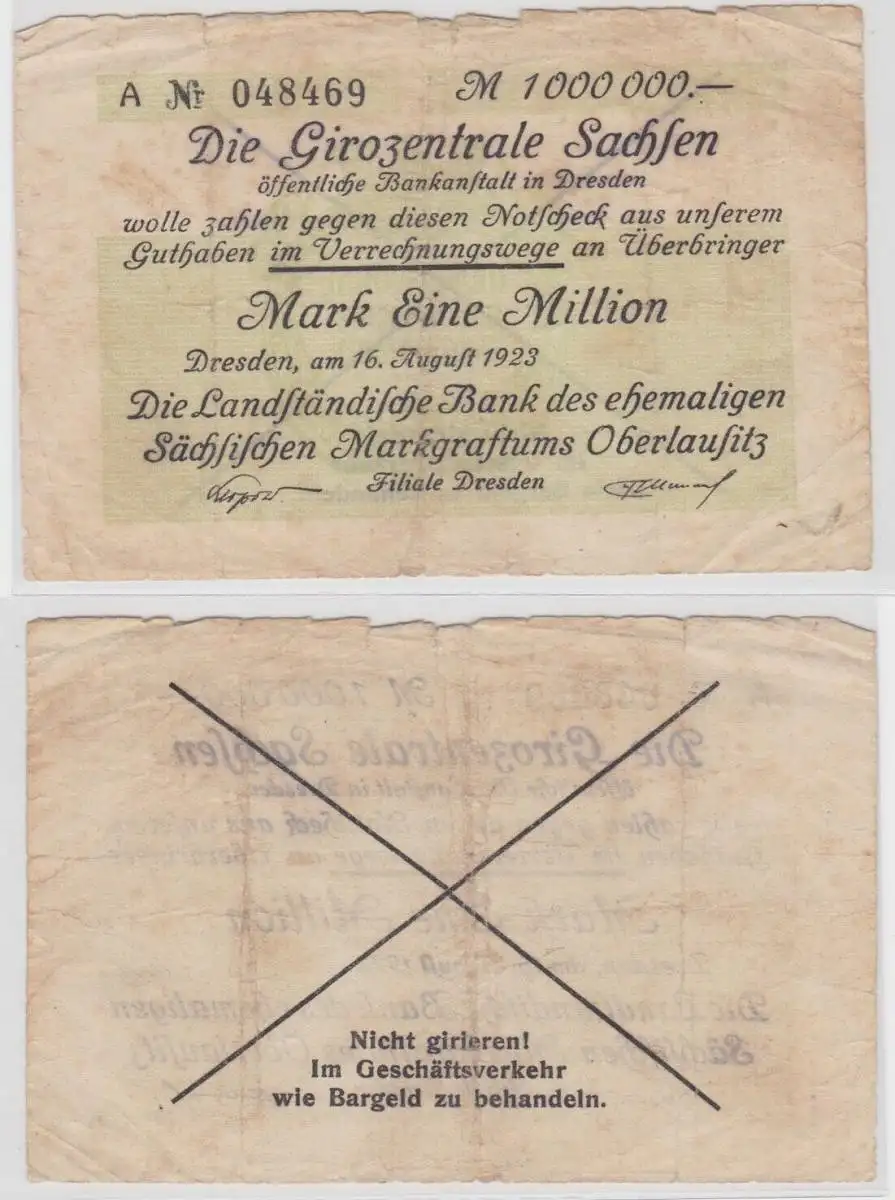 A Nr 048469 M 1000000.—
Die Girozentrale Sachſen
öffentliche Bankanſtalt in Dresden
wolle zahlen gegen dieſen Notſcheck aus unſerem
Guthaben im Verrechnungswege an Überbringer
Mark Eine Million
Dresden, am 16. Auguſt 1923
Die Landſtändiſche Bank des ehemaligen
Sächſiſchen Markgraftums Oberlauſitz
Filiale Dresden
Nicht girieren!
Im Geschäftsverkehr
wie Bargeld zu behandeln.